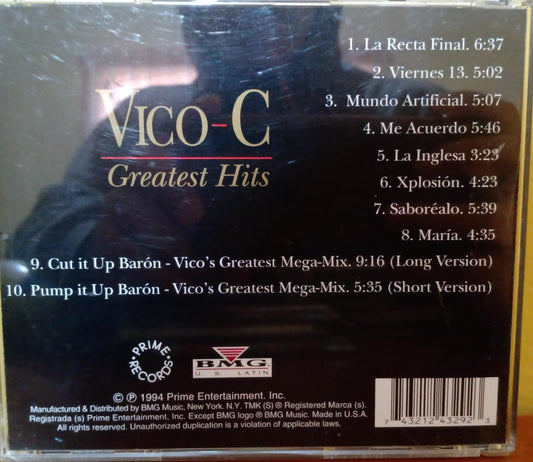 VICO-C
Greatest Hits
1. La Recta Final. 6:37
2. Viernes 13. 5:02
3. Mundo Artificial. 5:07
4. Me Acuerdo 5:46
5. La Inglesa 3:23
6. Xplosión. 4:23
7. Saboréalo. 5:39
8. María. 4:35
9. Cut it Up Barón - Vico's Greatest Mega-Mix. 9:16 (Long Version)
10. Pump it Up Barón - Vico's Greatest Mega-Mix. 5:35 (Short Version)
PRIME RECORDS
BMG
U.S. LATIN
© ℗ 1994 Prime Entertainment. Inc.
Manufactured & Distributed by BMG Music, New York. N.Y. TMK (S) ® Registered Marca (s).
Registrada (s) Prime Entertainment, Inc. Except BMG logo ® BMG Music. Made in U.S.A.
All rights reserved. Unauthorized duplication is a violation of applicable laws.
7 43212 43292 3